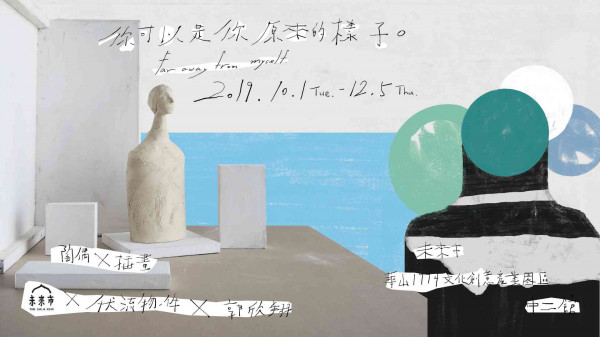 你可以是你原來的樣子。
far away from myself.
2019.10.1 Tue. - 12.5 Thu.
陶偶×插畫
未來市
×伏流物件×郭欣翔
未來市
華山1914文化創意產業園區
中二館